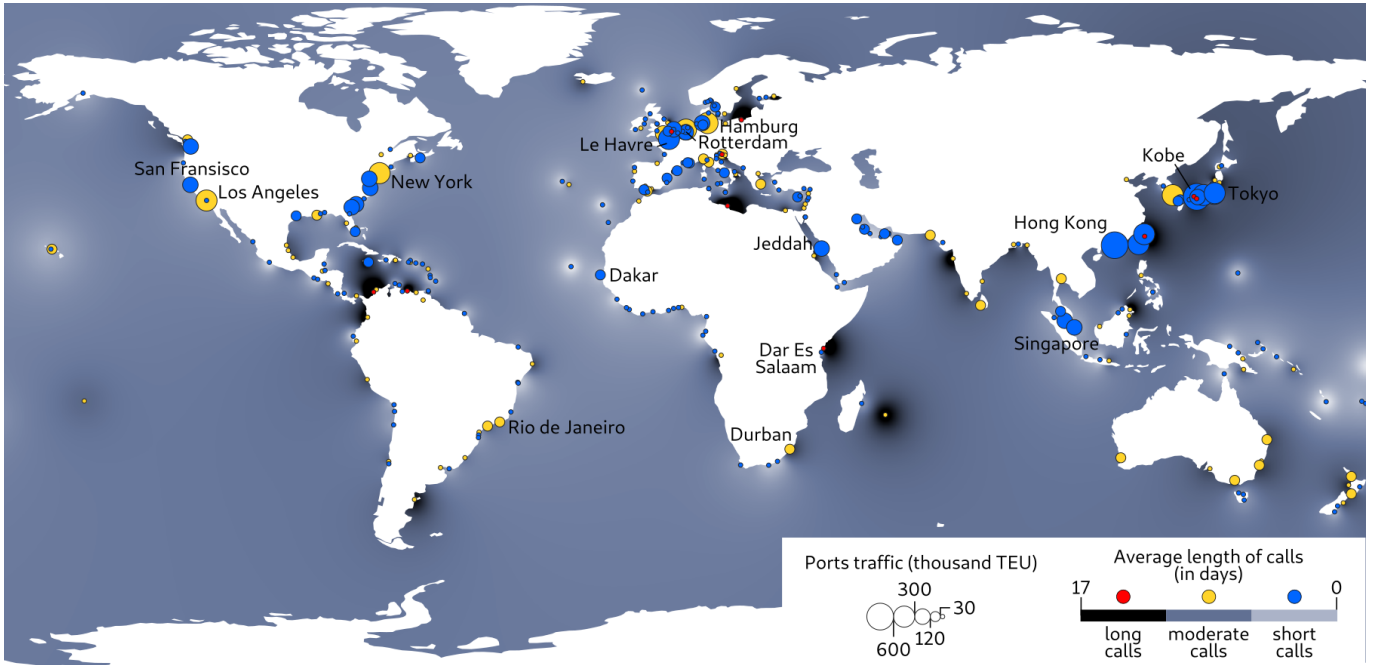 Hamburg
Rotterdam
Le Havre
Kobe
San Fransisco
Los Angeles
New York
Tokyo
Hong Kong
Jeddah
Dakar
Singapore
Dar Es
Salaam
Rio de Janeiro
Durban
Ports traffic (thousand TEU)
300
30
120
600
Average length of calls
(in days)
17
0
long
calls
moderate
calls
short
calls